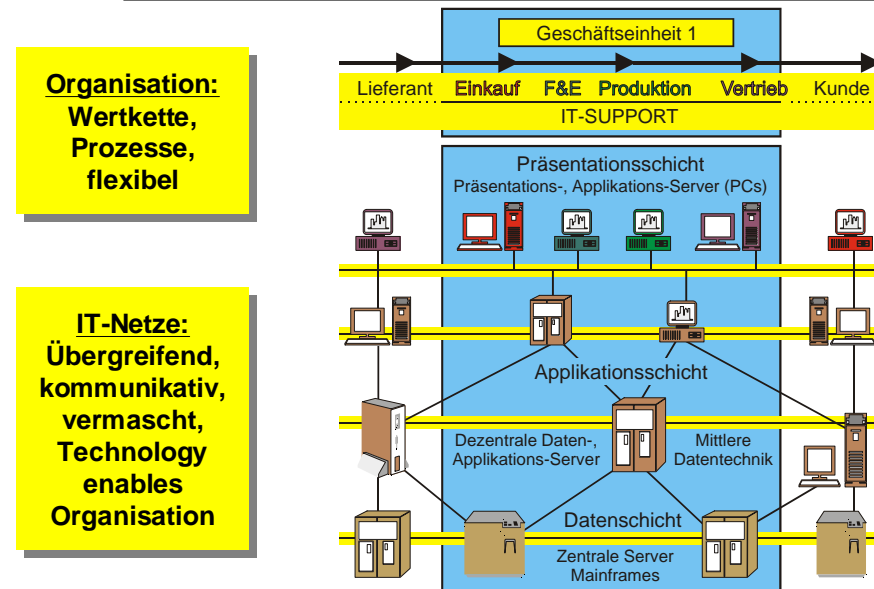 Geschäftseinheit 1
Lieferant Einkauf F&E Produktion Vertrieb Kunde
IT-SUPPORT
Organisation:
Wertkette,
Prozesse,
flexibel
Präsentationsschicht
Präsentations-, Applikations-Server (PCs)
IT-Netze:
Übergreifend,
kommunikativ,
vermascht,
Technology
enables
Organisation
Applikationsschicht
Dezentrale Daten-,
Applikations-Server
Mittlere
Datentechnik
Datenschicht
Zentrale Server
Mainframes